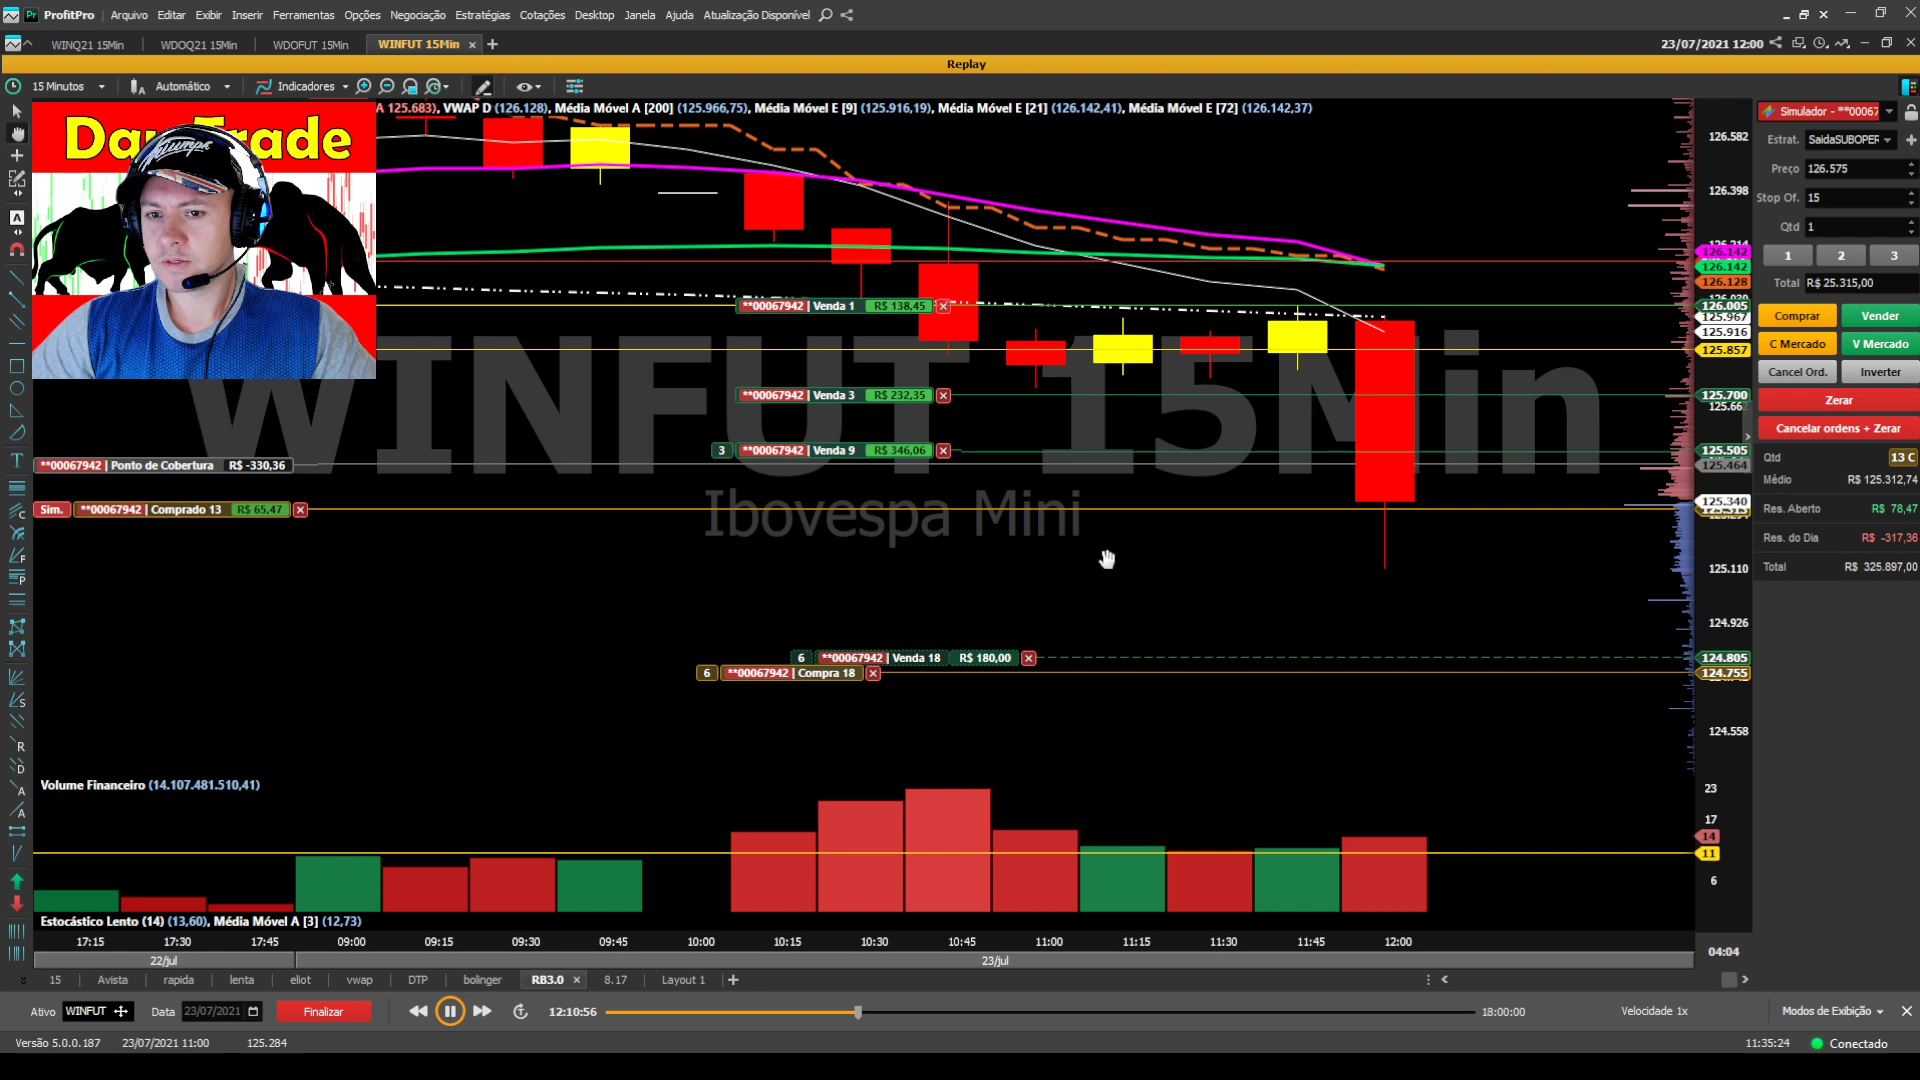 ProfitPro Arquivo Editar Exibir Inserir Ferramentas Opções Negociação Estratégias Cotações Desktop Janela Ajuda Atualização Disponível
WINQ21 15Min WDOQ21 15Min WDOFUT 15Min WINFUT 15Min 23/07/2021 12:00
Replay
15 Minutos Automático Indicadores
A 125.683), VWAP D (126.128), Média Móvel A [200] (125.966,75), Média Móvel E [9] (125.916,19), Média Móvel E [21] (126.142,41), Média Móvel E [72] (126.142,37)
Simulador - **00067
Estrat. SaidaSUBOPER
Preço 126.575
Stop Of. 15
Qtd 1
1 2 3
Total R$ 25.315,00
Comprar Vender
C Mercado V Mercado
Cancel Ord. Inverter
Zerar
Cancelar ordens + Zerar
Qtd 13 C
Médio R$ 125.312,74
Res. Aberto R$ 78,47
Res. do Dia R$ -317,36
Total R$ 325.897,00
Triumph
126.582
126.398
126.142
126.142
126.128
126.005
125.967
125.916
125.857
125.700
125.505
125.464
125.340
125.110
124.926
124.805
124.755
124.558
WINFUT 15Min
Ibovespa Mini
**00067942 | Venda 1 R$ 138,45
**00067942 | Venda 3 R$ 232,35
3 **00067942 | Venda 9 R$ 346,06
**00067942 | Ponto de Cobertura R$ -330,36
Sim. **00067942 | Comprado 13 R$ 65,47
6 **00067942 | Venda 18 R$ 180,00
6 **00067942 | Compra 18
Volume Financeiro (14.107.481.510,41)
23
17
14
11
6
Estocástico Lento (14) (13,60), Média Móvel A [3] (12,73)
17:15 17:30 17:45 09:00 09:15 09:30 09:45 10:00 10:15 10:30 10:45 11:00 11:15 11:30 11:45 12:00
04:04
22/jul 23/jul
15 Avista rapida lenta eliot vwap DTP bolinger RB3.0 8.17 Layout 1
Ativo WINFUT Data 23/07/2021 Finalizar 12:10:56 18:00:00 Velocidade 1x Modos de Exibição
Versão 5.0.0.187 23/07/2021 11:00 125.284 11:35:24 Conectado